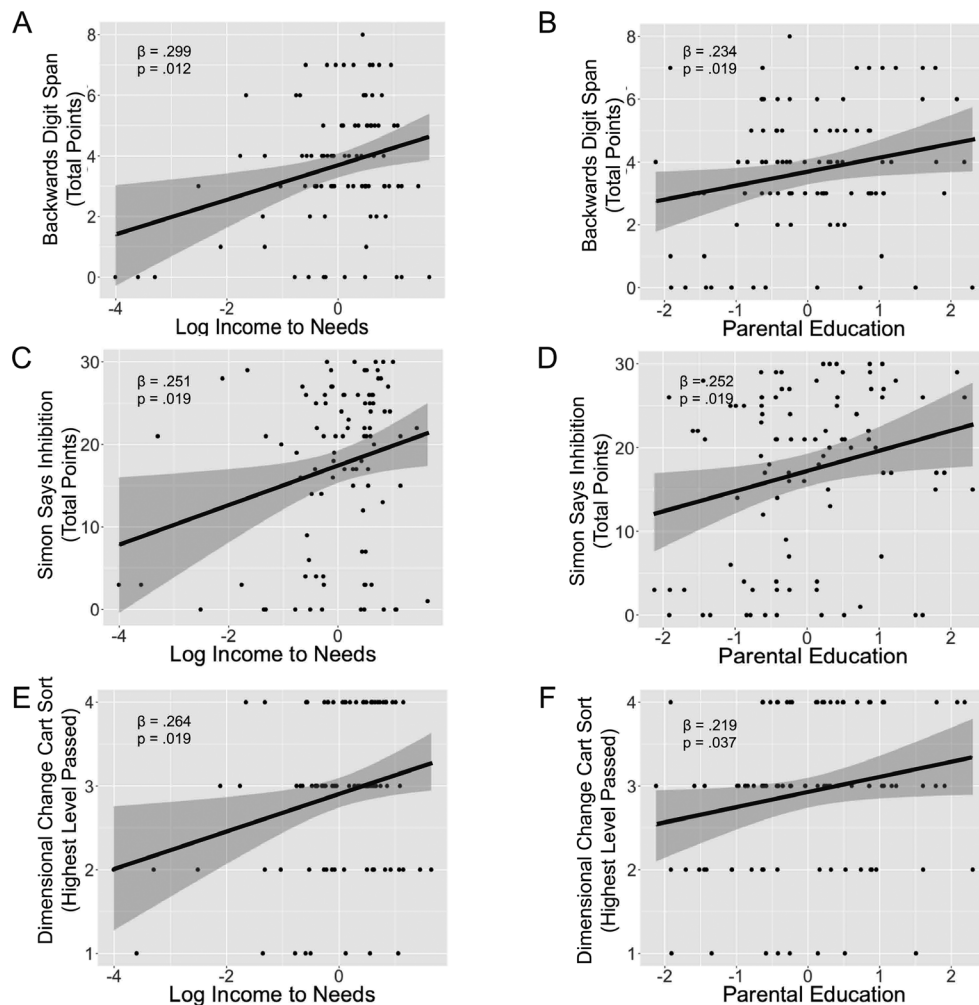 A
β = .299
p = .012
Backwards Digit Span
(Total Points)
8
6
4
2
0
-4 -2 0
Log Income to Needs
B
β = .234
p = .019
Backwards Digit Span
(Total Points)
8
6
4
2
0
-2 -1 0 1 2
Parental Education
C
β = .251
p = .019
Simon Says Inhibition
(Total Points)
30
20
10
0
-4 -2 0
Log Income to Needs
D
β = .252
p = .019
Simon Says Inhibition
(Total Points)
30
20
10
0
-2 -1 0 1 2
Parental Education
E
β = .264
p = .019
Dimensional Change Cart Sort
(Highest Level Passed)
4
3
2
1
-4 -2 0
Log Income to Needs
F
β = .219
p = .037
Dimensional Change Cart Sort
(Highest Level Passed)
4
3
2
1
-2 -1 0 1 2
Parental Education